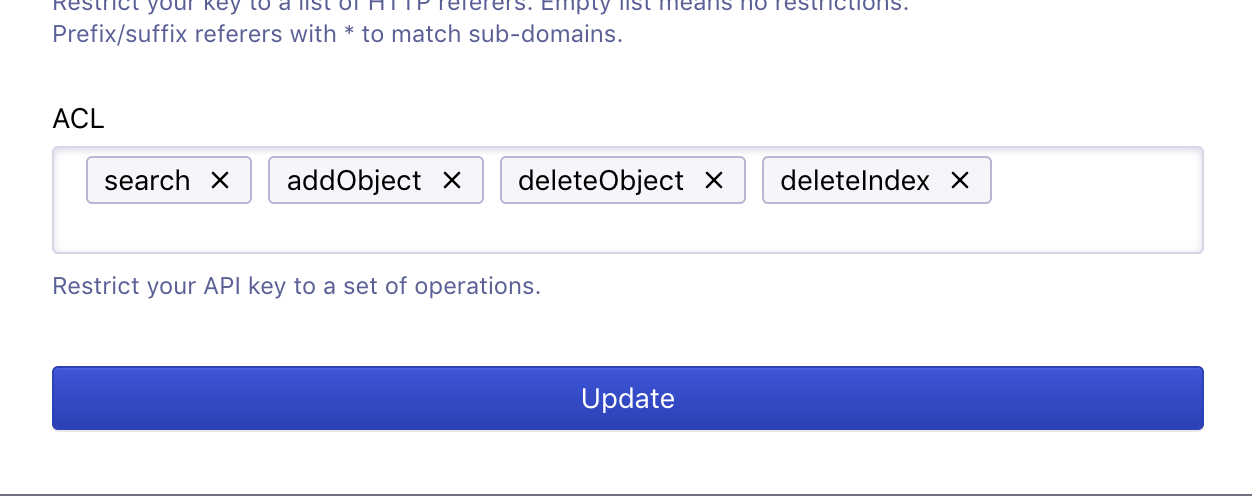 Restrict your key to a list of HTTP referers. Empty list means no restrictions.
Prefix/suffix referers with * to match sub-domains.
ACL
search × addObject × deleteObject × deleteIndex ×
Restrict your API key to a set of operations.
Update